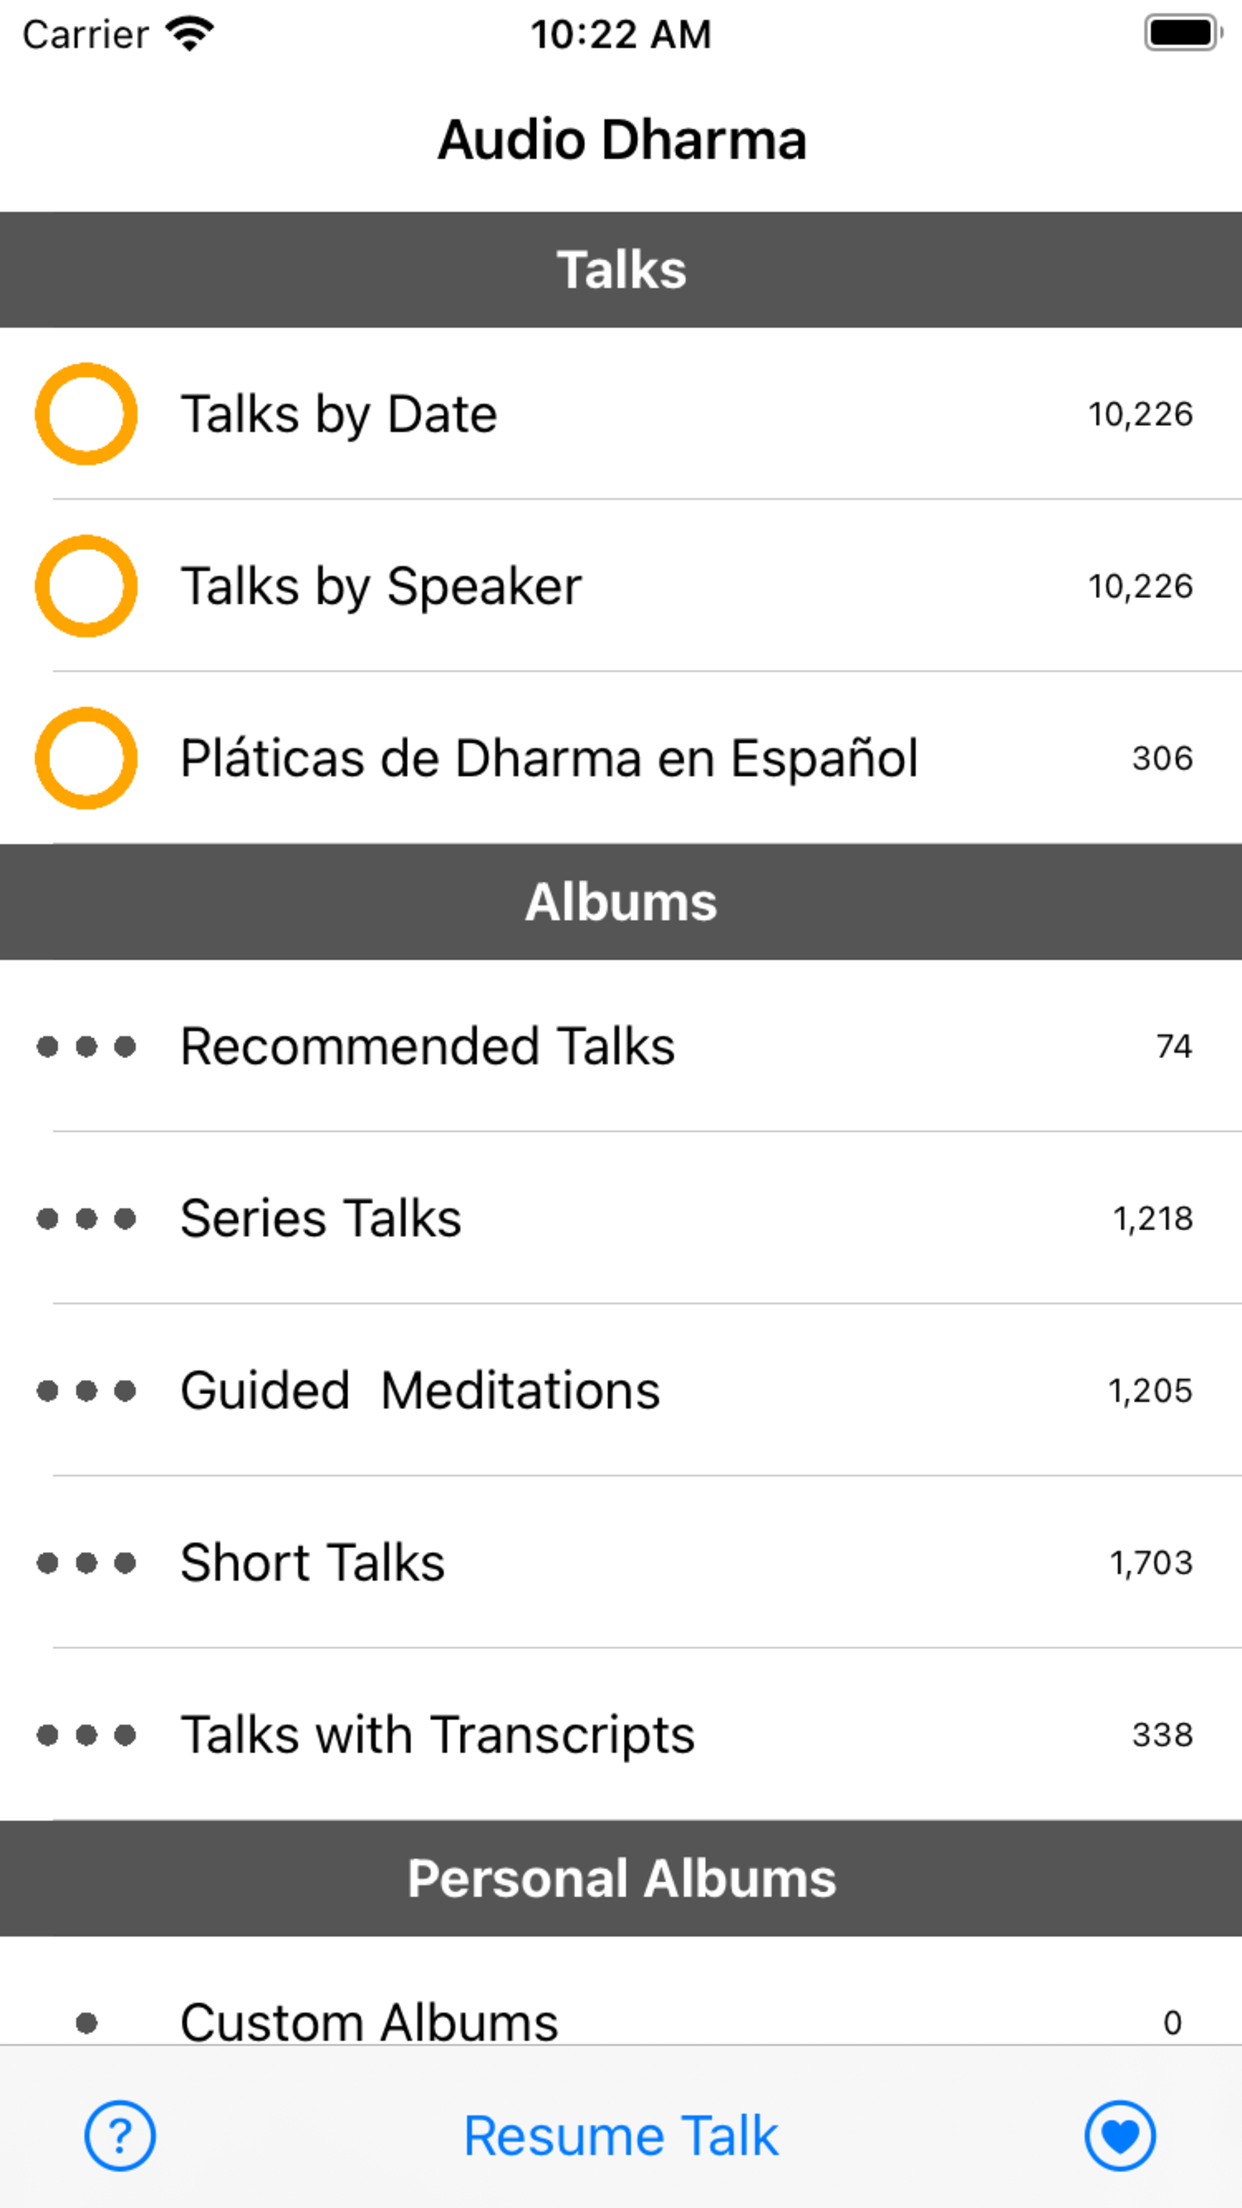 Carrier 10:22 AM
Audio Dharma
Talks
Talks by Date 10,226
Talks by Speaker 10,226
Pláticas de Dharma en Español 306
Albums
Recommended Talks 74
Series Talks 1,218
Guided  Meditations 1,205
Short Talks 1,703
Talks with Transcripts 338
Personal Albums
Custom Albums 0
? Resume Talk